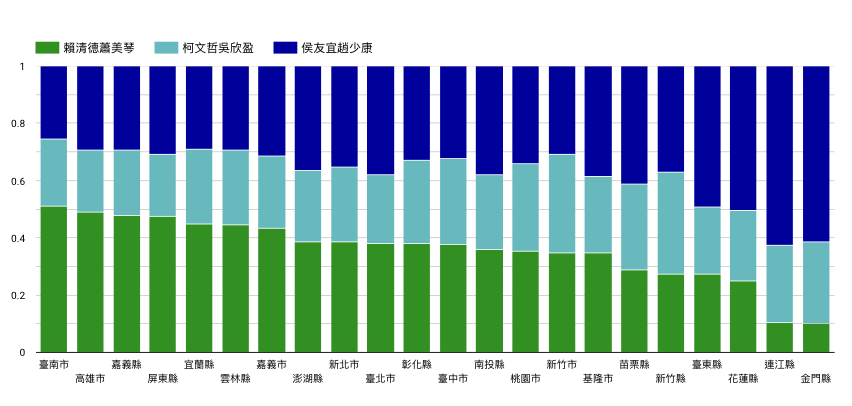 賴清德蕭美琴 柯文哲吳欣盈 侯友宜趙少康
1
0.8
0.6
0.4
0.2
0
臺南市 嘉義縣 宜蘭縣 嘉義市 新北市 彰化縣 南投縣 新竹市 苗栗縣 臺東縣 連江縣
高雄市 屏東縣 雲林縣 澎湖縣 臺北市 臺中市 桃園市 基隆市 新竹縣 花蓮縣 金門縣